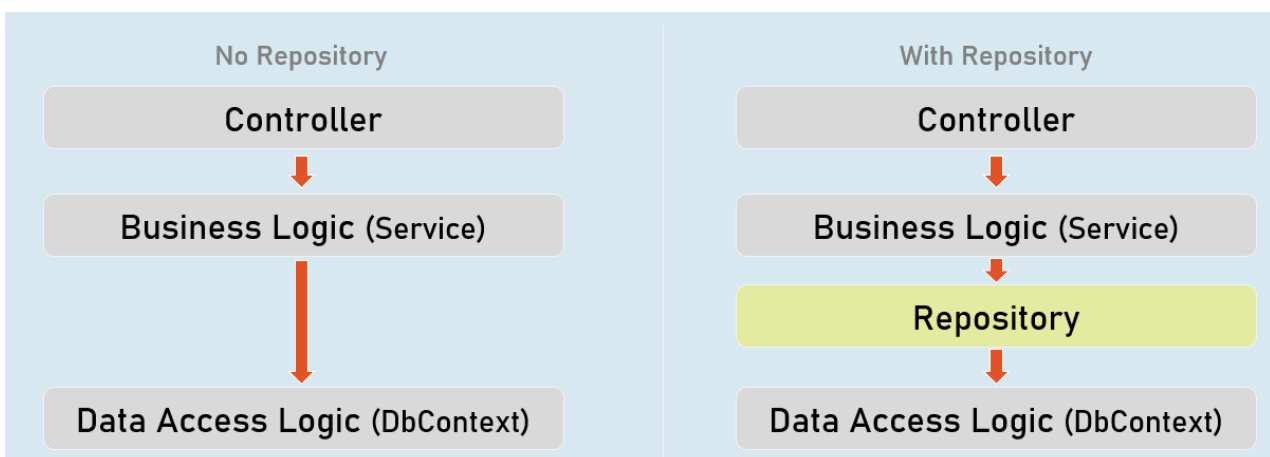 No Repository
Controller
Business Logic (Service)
Data Access Logic (DbContext)
With Repository
Controller
Business Logic (Service)
Repository
Data Access Logic (DbContext)